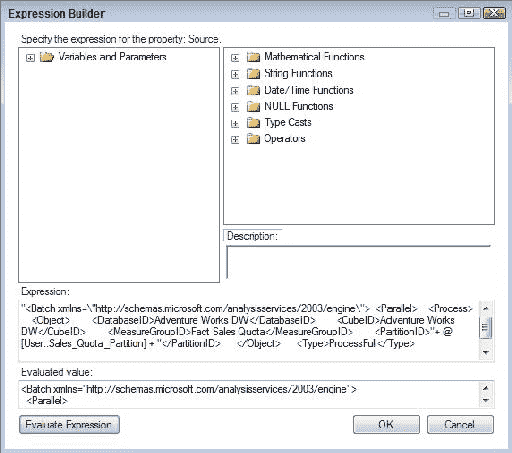 Expression Builder
Specify the expression for the property: Source.
Variables and Parameters
Mathematical Functions
String Functions
Date/Time Functions
NULL Functions
Type Casts
Operators
Description:
Expression:
"<Batch xmlns=\"http://schemas.microsoft.com/analysisservices/2003/engine\"> <Parallel> <Process>
<Object> <DatabaseID>Adventure Works DW</DatabaseID> <CubeID>Adventure Works
DW</CubeID> <MeasureGroupID>Fact Sales Quota</MeasureGroupID> <PartitionID>"+ @
[User::Sales_Quota_Partition] + "</PartitionID> </Object> <Type>ProcessFull</Type>
Evaluated value:
<Batch xmlns="http://schemas.microsoft.com/analysisservices/2003/engine">
<Parallel>
Evaluate Expression
OK
Cancel